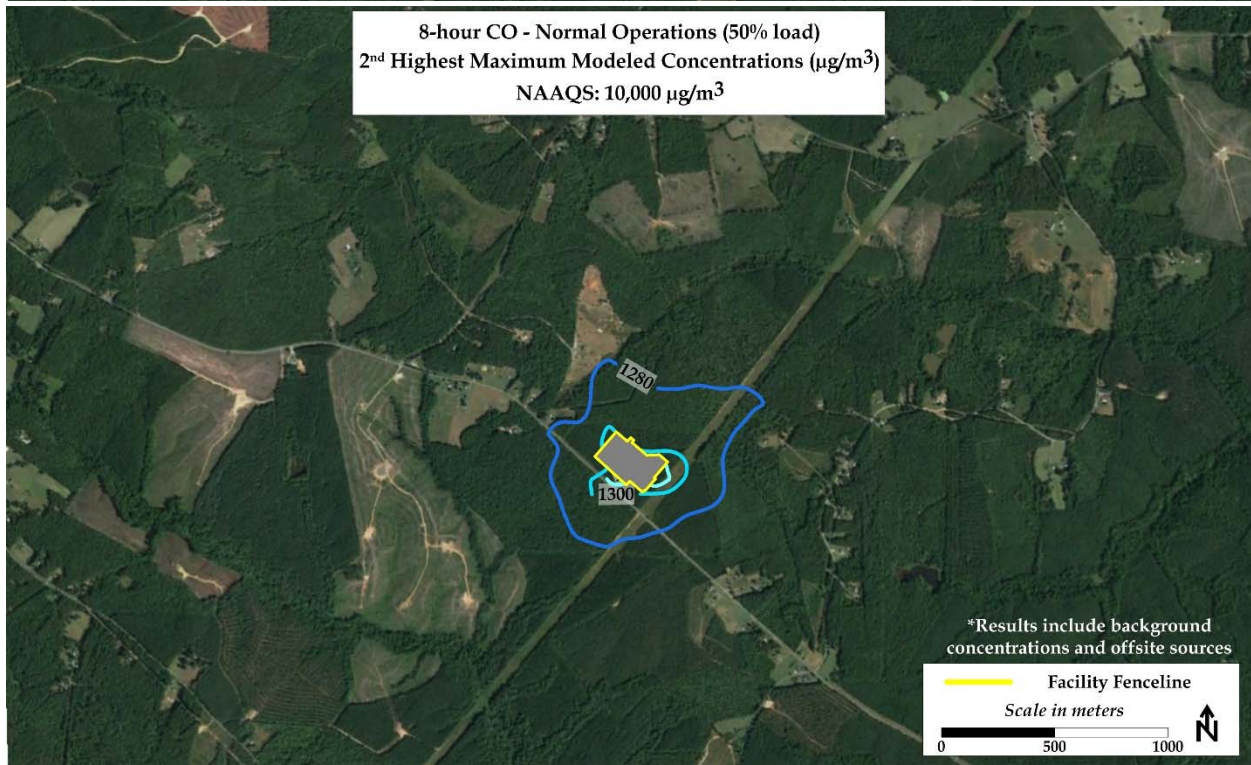 8-hour CO - Normal Operations (50% load)
2nd Highest Maximum Modeled Concentrations (µg/m³)
NAAQS: 10,000 µg/m³
1280
1300
*Results include background
concentrations and offsite sources
Facility Fenceline
Scale in meters
N
0 500 1000